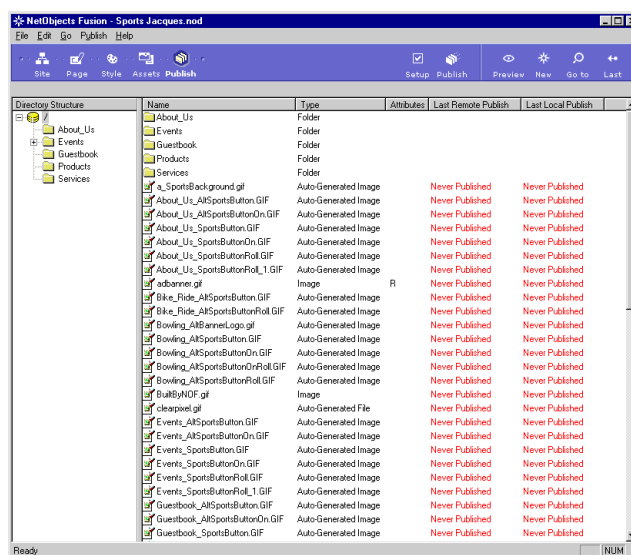 NetObjects Fusion - Sports Jacques.nod
File Edit Go Publish Help
Site Page Style Assets Publish Setup Publish Preview New Go to Last
Directory Structure Name Type Attributes Last Remote Publish Last Local Publish
/ About_Us Folder
About_Us Events Folder
Events Guestbook Folder
Guestbook Products Folder
Products Services Folder
Services a_SportsBackground.gif Auto-Generated Image Never Published Never Published
About_Us_AltSportsButton.GIF Auto-Generated Image Never Published Never Published
About_Us_AltSportsButtonOn.GIF Auto-Generated Image Never Published Never Published
About_Us_SportsButton.GIF Auto-Generated Image Never Published Never Published
About_Us_SportsButtonOn.GIF Auto-Generated Image Never Published Never Published
About_Us_SportsButtonRoll.GIF Auto-Generated Image Never Published Never Published
About_Us_SportsButtonRoll_1.GIF Auto-Generated Image Never Published Never Published
adbanner.gif Image R Never Published Never Published
Bike_Ride_AltSportsButton.GIF Auto-Generated Image Never Published Never Published
Bike_Ride_AltSportsButtonRoll.GIF Auto-Generated Image Never Published Never Published
Bowling_AltBannerLogo.gif Auto-Generated Image Never Published Never Published
Bowling_AltSportsButton.GIF Auto-Generated Image Never Published Never Published
Bowling_AltSportsButtonOn.GIF Auto-Generated Image Never Published Never Published
Bowling_AltSportsButtonOnRoll.GIF Auto-Generated Image Never Published Never Published
Bowling_AltSportsButtonRoll.GIF Auto-Generated Image Never Published Never Published
BuiltByNOF.gif Image Never Published Never Published
clearpixel.gif Auto-Generated File Never Published Never Published
Events_AltSportsButton.GIF Auto-Generated Image Never Published Never Published
Events_AltSportsButtonOn.GIF Auto-Generated Image Never Published Never Published
Events_SportsButton.GIF Auto-Generated Image Never Published Never Published
Events_SportsButtonOn.GIF Auto-Generated Image Never Published Never Published
Events_SportsButtonRoll.GIF Auto-Generated Image Never Published Never Published
Events_SportsButtonRoll_1.GIF Auto-Generated Image Never Published Never Published
Guestbook_AltSportsButton.GIF Auto-Generated Image Never Published Never Published
Guestbook_AltSportsButtonOn.GIF Auto-Generated Image Never Published Never Published
Guestbook_SportsButton.GIF Auto-Generated Image Never Published Never Published
Ready NUM